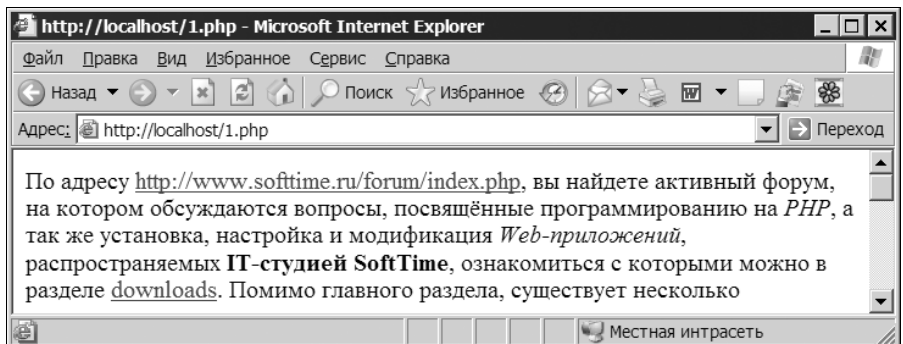 http://localhost/1.php - Microsoft Internet Explorer
Файл Правка Вид Избранное Сервис Справка
Назад Поиск Избранное
Адрес: http://localhost/1.php Переход
По адресу http://www.softtime.ru/forum/index.php, вы найдете активный форум,
на котором обсуждаются вопросы, посвящённые программированию на PHP, а
так же установка, настройка и модификация Web-приложений,
распространяемых IT-студией SoftTime, ознакомиться с которыми можно в
разделе downloads. Помимо главного раздела, существует несколько
Местная интрасеть